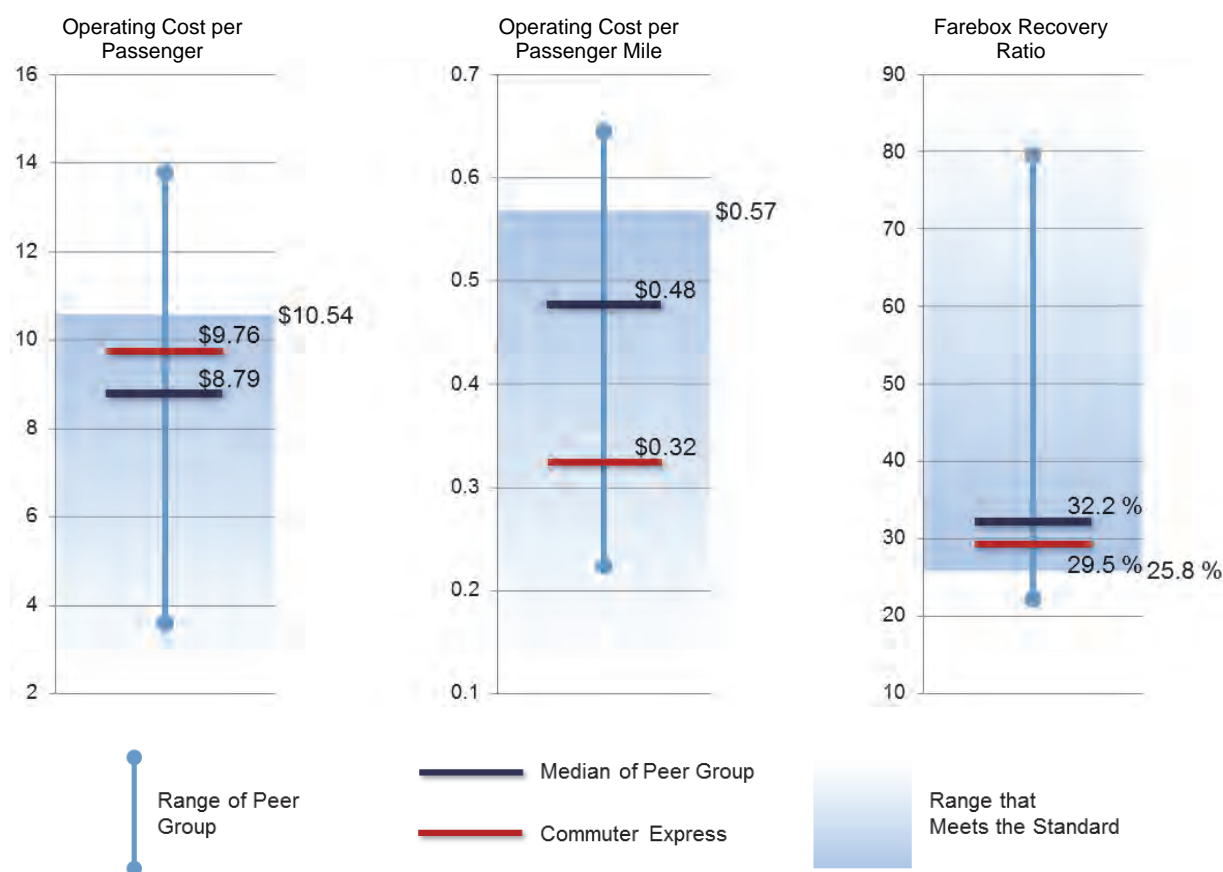 Operating Cost per
Passenger
16
14
12
10
8
6
4
2
$10.54
$9.76
$8.79
Operating Cost per
Passenger Mile
0.7
0.6
0.5
0.4
0.3
0.2
0.1
$0.57
$0.48
$0.32
Farebox Recovery
Ratio
90
80
70
60
50
40
30
20
10
32.2 %
29.5 %
25.8 %
Range of Peer
Group
Median of Peer Group
Commuter Express
Range that
Meets the Standard